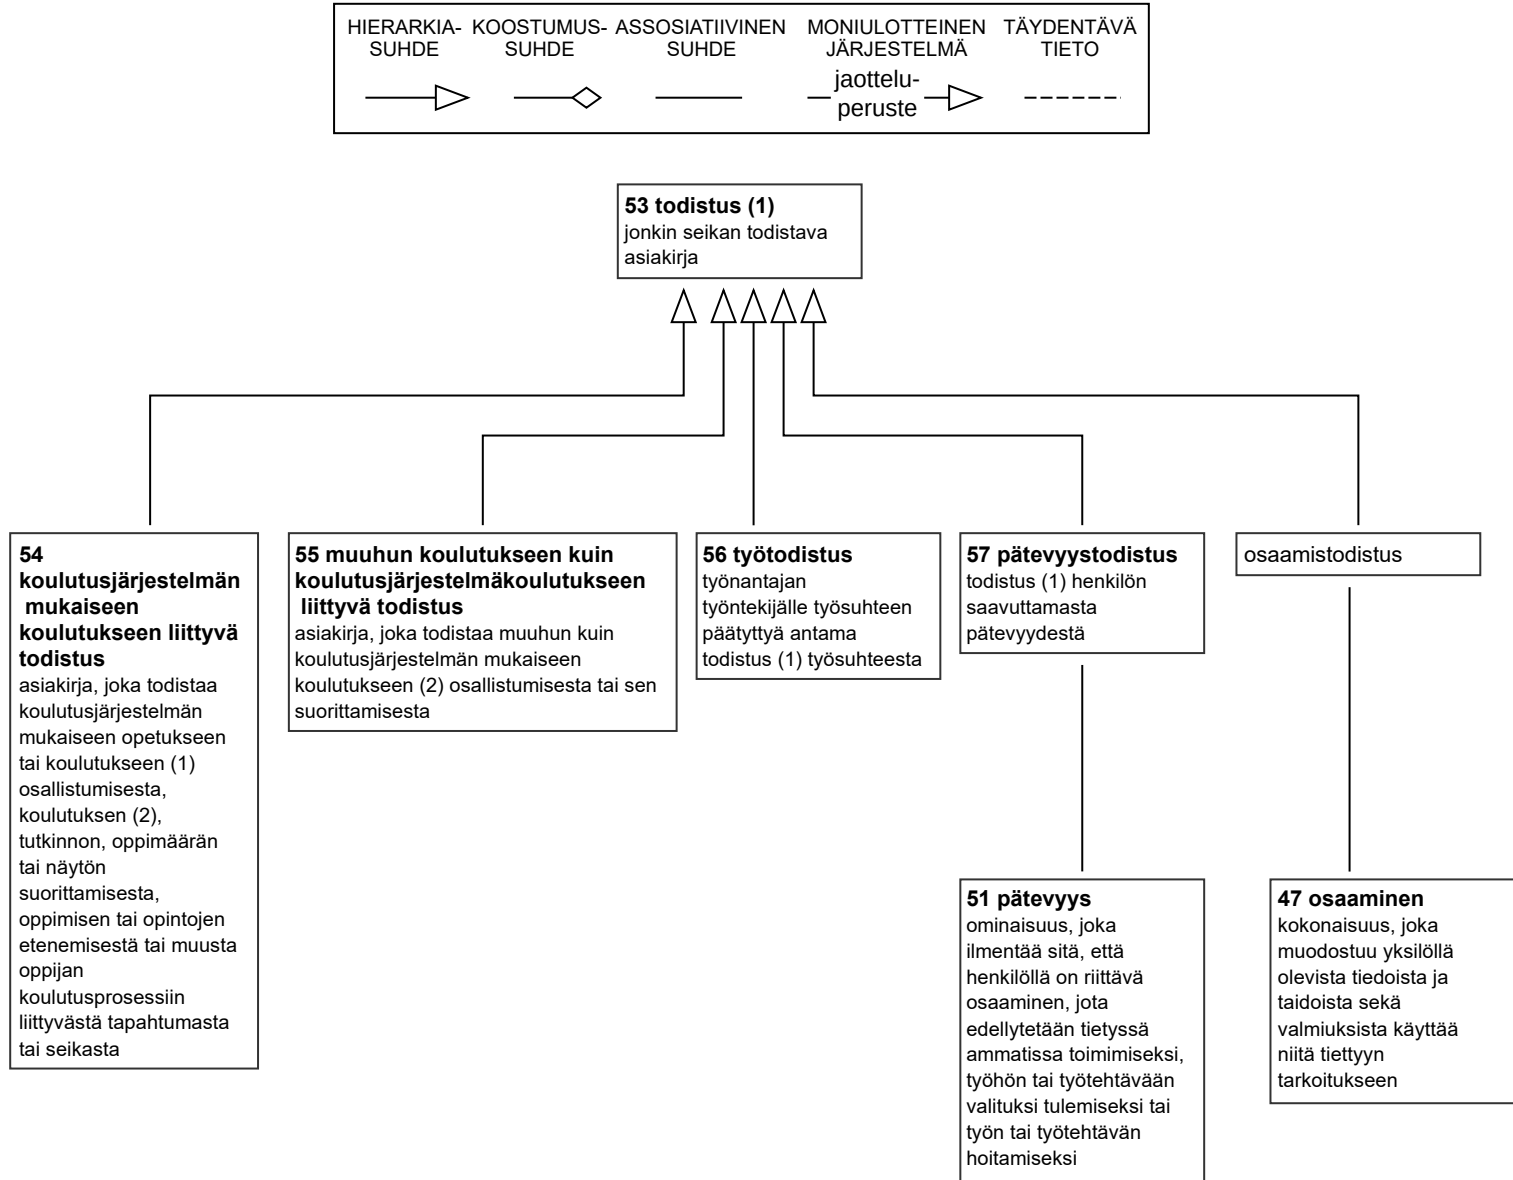 HIERARKIA-
SUHDE
KOOSTUMUS-
SUHDE
ASSOSIATIIVINEN
SUHDE
MONIULOTTEINEN
JÄRJESTELMÄ
jaottelu-
peruste
TÄYDENTÄVÄ
TIETO
53 todistus (1)
jonkin seikan todistava
asiakirja
54
koulutusjärjestelmän
mukaiseen
koulutukseen liittyvä
todistus
asiakirja, joka todistaa
koulutusjärjestelmän
mukaiseen opetukseen
tai koulutukseen (1)
osallistumisesta,
koulutuksen (2),
tutkinnon, oppimäärän
tai näytön
suorittamisesta,
oppimisen tai opintojen
etenemisestä tai muusta
oppijan
koulutusprosessiin
liittyvästä tapahtumasta
tai seikasta
55 muuhun koulutukseen kuin
koulutusjärjestelmäkoulutukseen
liittyvä todistus
asiakirja, joka todistaa muuhun kuin
koulutusjärjestelmän mukaiseen
koulutukseen (2) osallistumisesta tai sen
suorittamisesta
56 työtodistus
työnantajan
työntekijälle työsuhteen
päätyttyä antama
todistus (1) työsuhteesta
57 pätevyystodistus
todistus (1) henkilön
saavuttamasta
pätevyydestä
osaamistodistus
51 pätevyys
ominaisuus, joka
ilmentää sitä, että
henkilöllä on riittävä
osaaminen, jota
edellytetään tietyssä
ammatissa toimimiseksi,
työhön tai työtehtävään
valituksi tulemiseksi tai
työn tai työtehtävän
hoitamiseksi
47 osaaminen
kokonaisuus, joka
muodostuu yksilöllä
olevista tiedoista ja
taidoista sekä
valmiuksista käyttää
niitä tiettyyn
tarkoitukseen